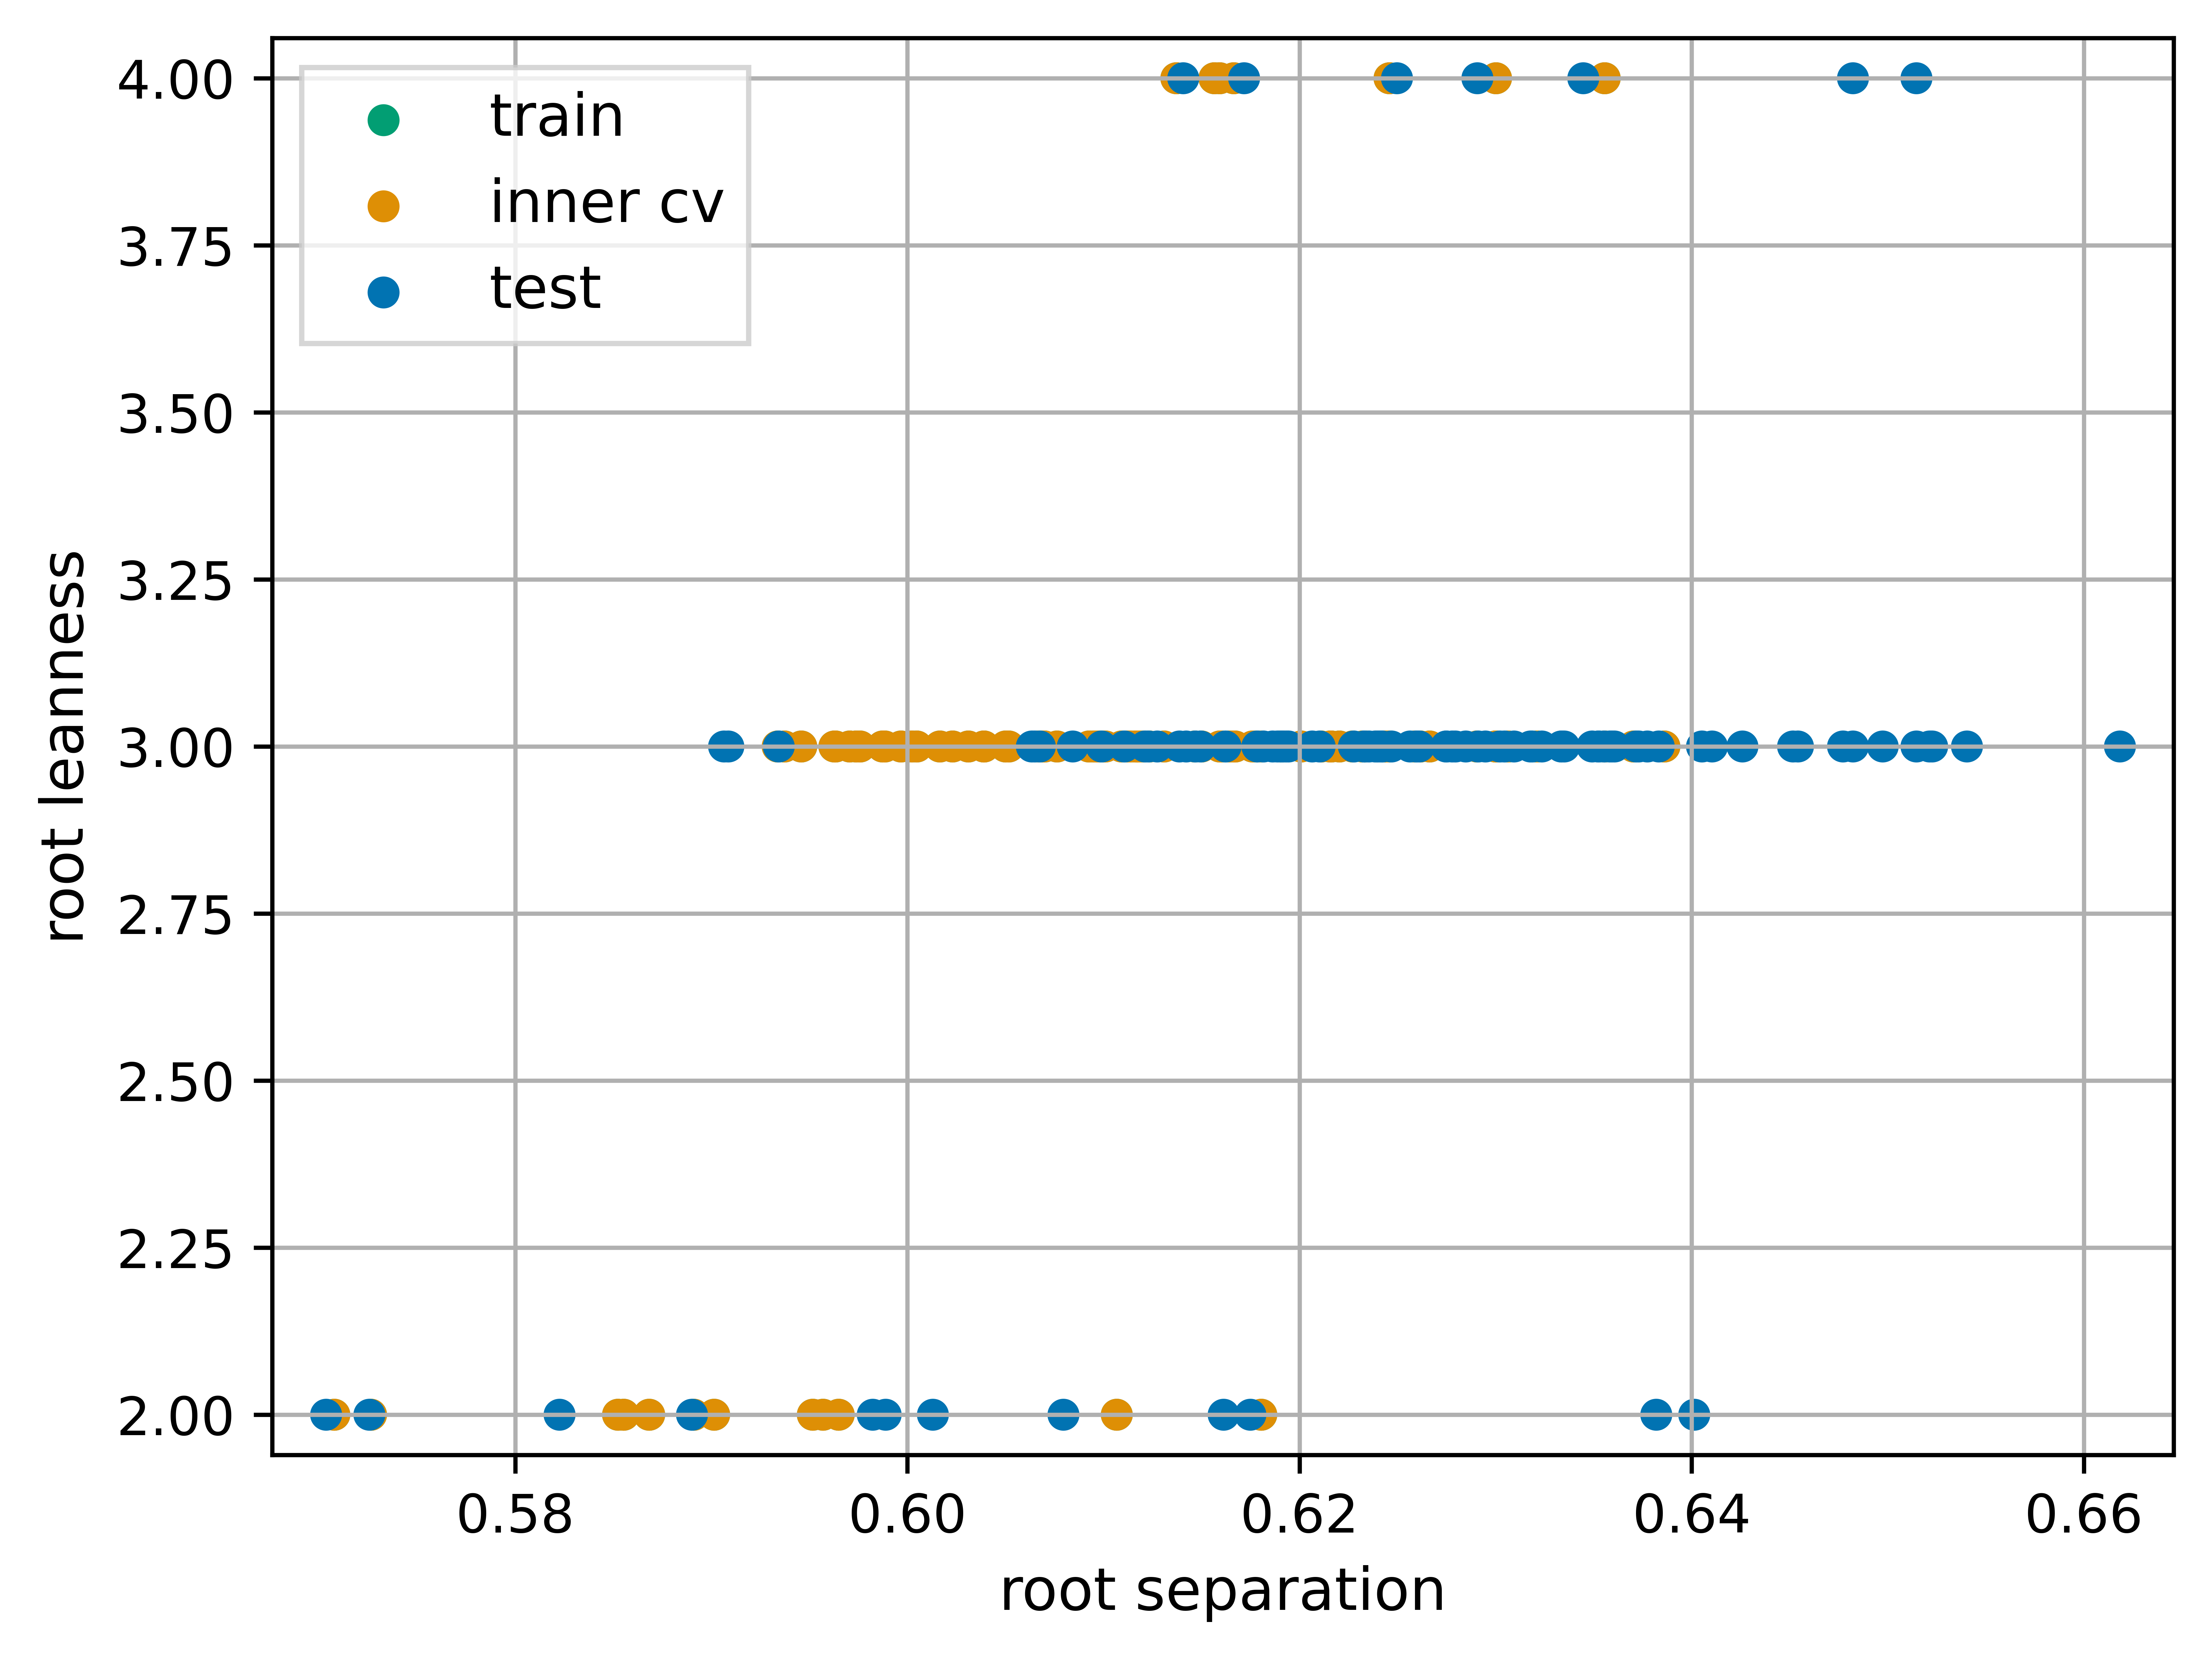 4.00
3.75
3.50
3.25
3.00
2.75
2.50
2.25
2.00
root leanness
train
inner cv
test
0.58 0.60 0.62 0.64 0.66
root separation